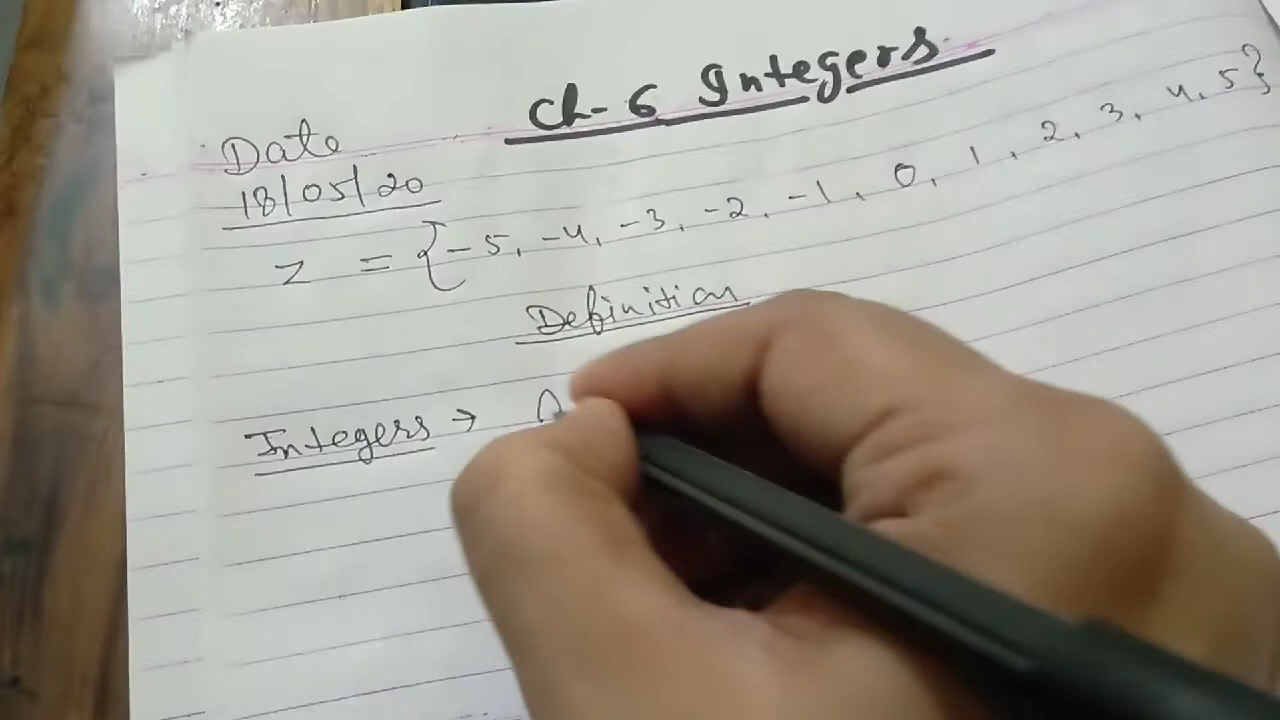 Ch-6 Integers
Date
18/05/20
Z = {-5, -4, -3, -2, -1, 0, 1, 2, 3, 4, 5}
Definition
Integers →